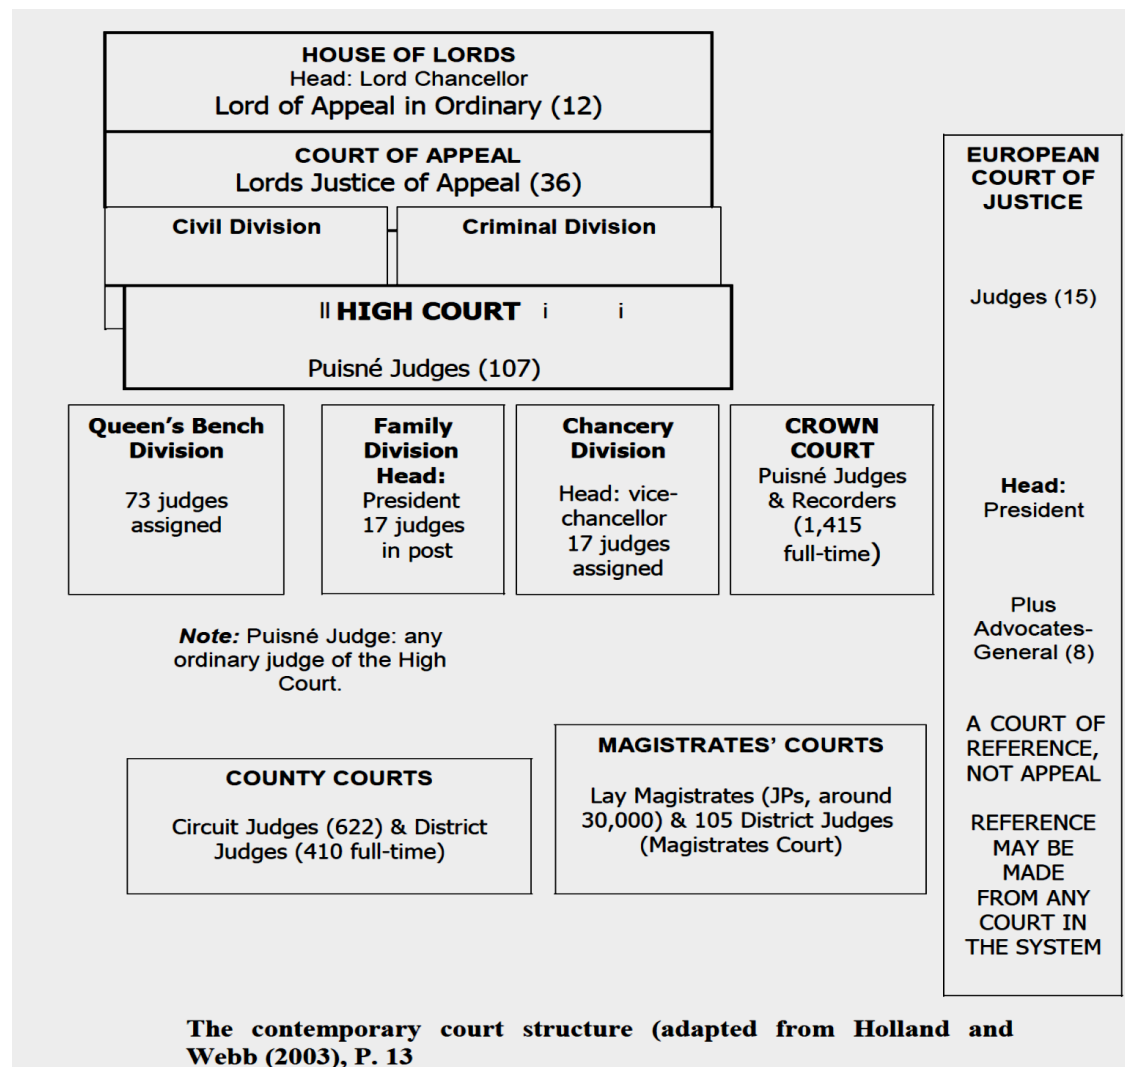 HOUSE OF LORDS
Head: Lord Chancellor
Lord of Appeal in Ordinary (12)
COURT OF APPEAL
Lords Justice of Appeal (36)
Civil Division
Criminal Division
ll HIGH COURT i i
Puisné Judges (107)
Queen’s Bench
Division
73 judges
assigned
Family
Division
Head:
President
17 judges
in post
Chancery
Division
Head: vice-
chancellor
17 judges
assigned
CROWN
COURT
Puisné Judges
& Recorders
(1,415
full-time)
Note: Puisné Judge: any
ordinary judge of the High
Court.
COUNTY COURTS
Circuit Judges (622) & District
Judges (410 full-time)
MAGISTRATES’ COURTS
Lay Magistrates (JPs, around
30,000) & 105 District Judges
(Magistrates Court)
EUROPEAN
COURT OF
JUSTICE
Judges (15)
Head:
President
Plus
Advocates-
General (8)
A COURT OF
REFERENCE,
NOT APPEAL
REFERENCE
MAY BE
MADE
FROM ANY
COURT IN
THE SYSTEM
The contemporary court structure (adapted from Holland and
Webb (2003), P. 13